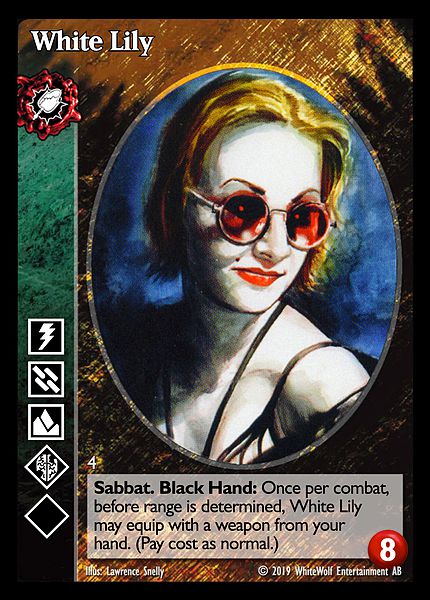 White Lily
4
Sabbat. Black Hand: Once per combat,
before range is determined, White Lily
may equip with a weapon from your
hand. (Pay cost as normal.)
8
Illus: Lawrence Snelly © 2019 WhiteWolf Entertainment AB